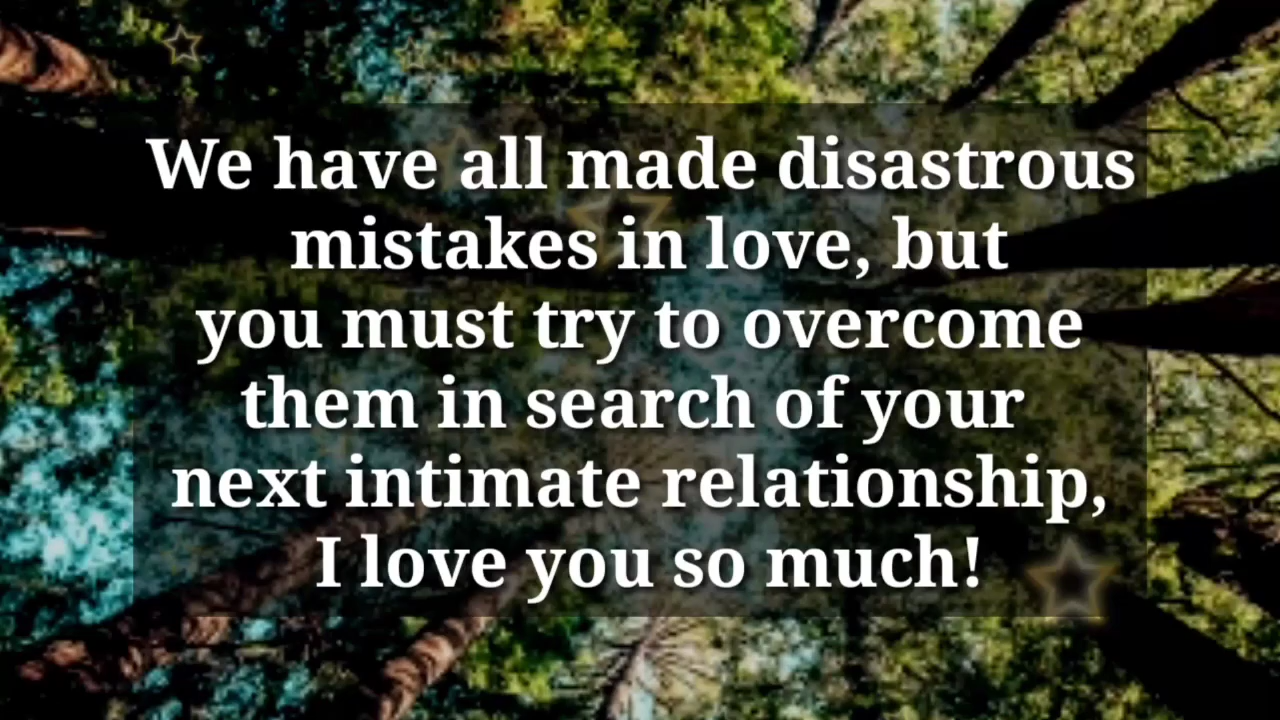 We have all made disastrous
mistakes in love, but
you must try to overcome
them in search of your
next intimate relationship,
I love you so much!